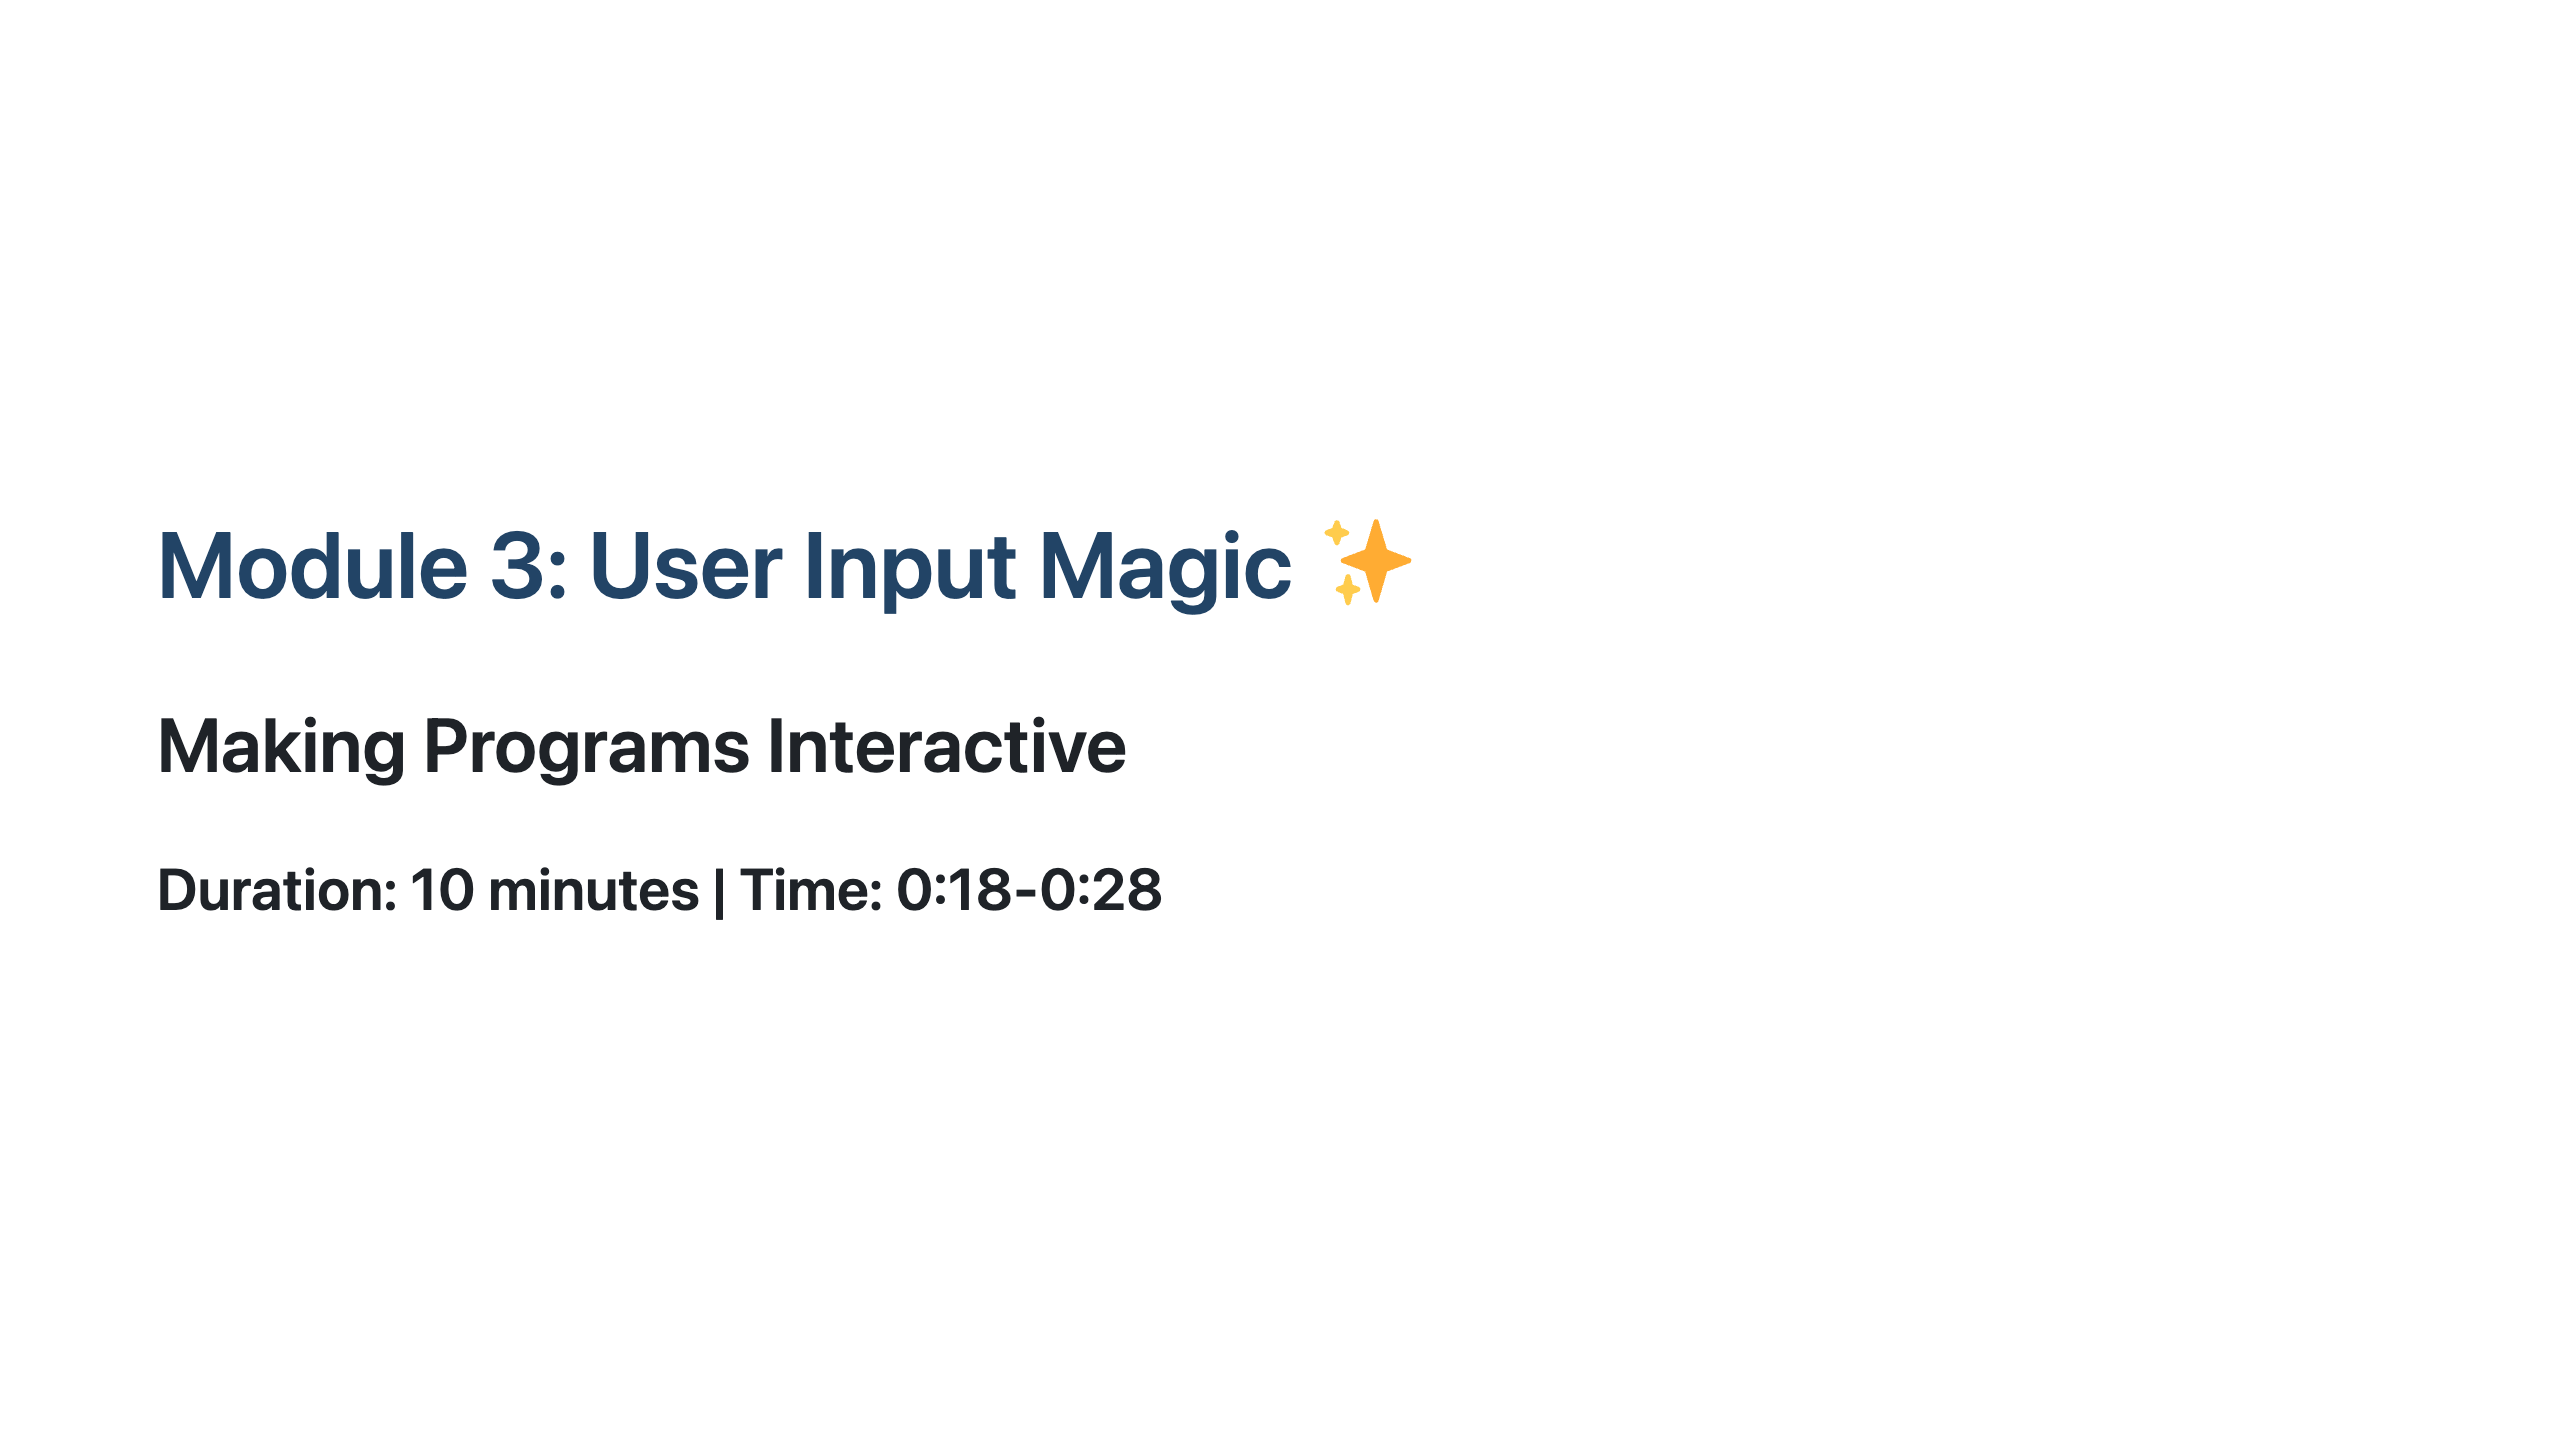 Module 3: User Input Magic ✨
Making Programs Interactive
Duration: 10 minutes | Time: 0:18-0:28